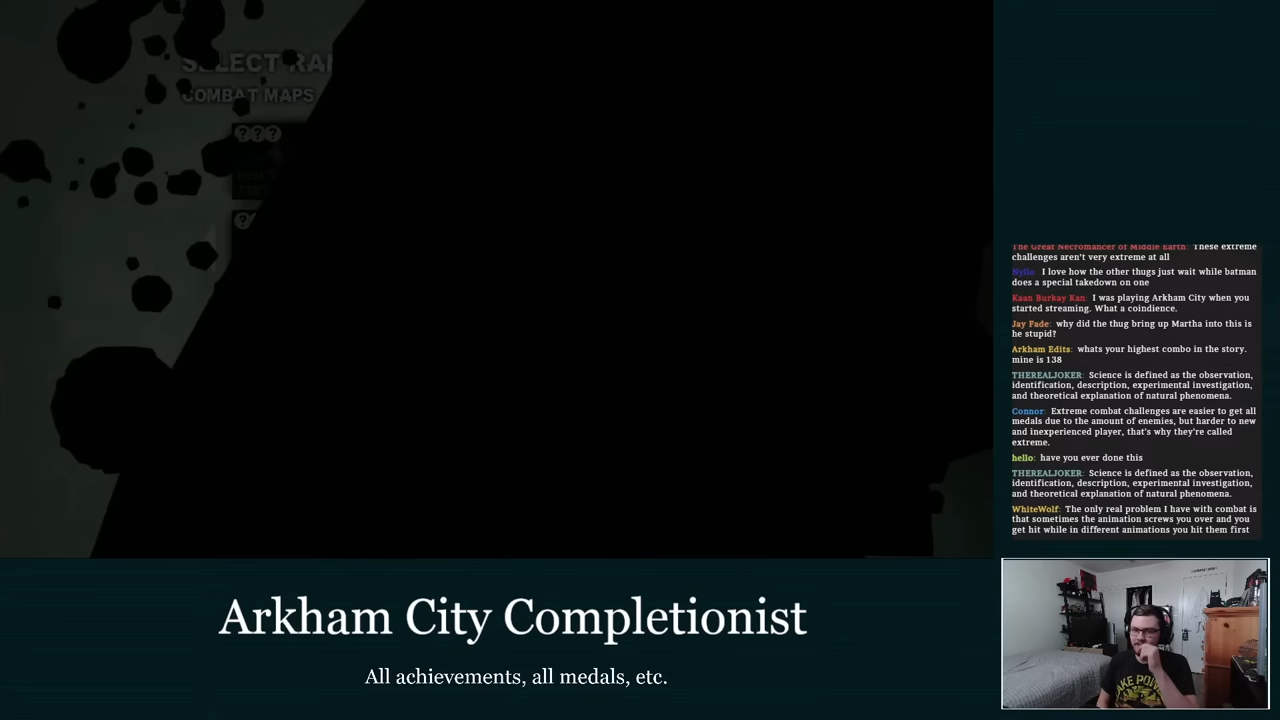 SELECT RA
COMBAT MAPS
???
?
The Great Necromancer of Middle Earth: These extreme
challenges aren't very extreme at all
Nyllo: I love how the other thugs just wait while batman
does a special takedown on one
Kaan Burkay Kan: I was playing Arkham City when you
started streaming. What a coindience.
Jay Fade: why did the thug bring up Martha into this is
he stupid?
Arkham Edits: whats your highest combo in the story.
mine is 138
THEREALJOKER: Science is defined as the observation,
identification, description, experimental investigation,
and theoretical explanation of natural phenomena.
Connor: Extreme combat challenges are easier to get all
medals due to the amount of enemies, but harder to new
and inexperienced player, that's why they're called
extreme.
hello: have you ever done this
THEREALJOKER: Science is defined as the observation,
identification, description, experimental investigation,
and theoretical explanation of natural phenomena.
WhiteWolf: The only real problem I have with combat is
that sometimes the animation screws you over and you
get hit while in different animations you hit them first
Arkham City Completionist
All achievements, all medals, etc.